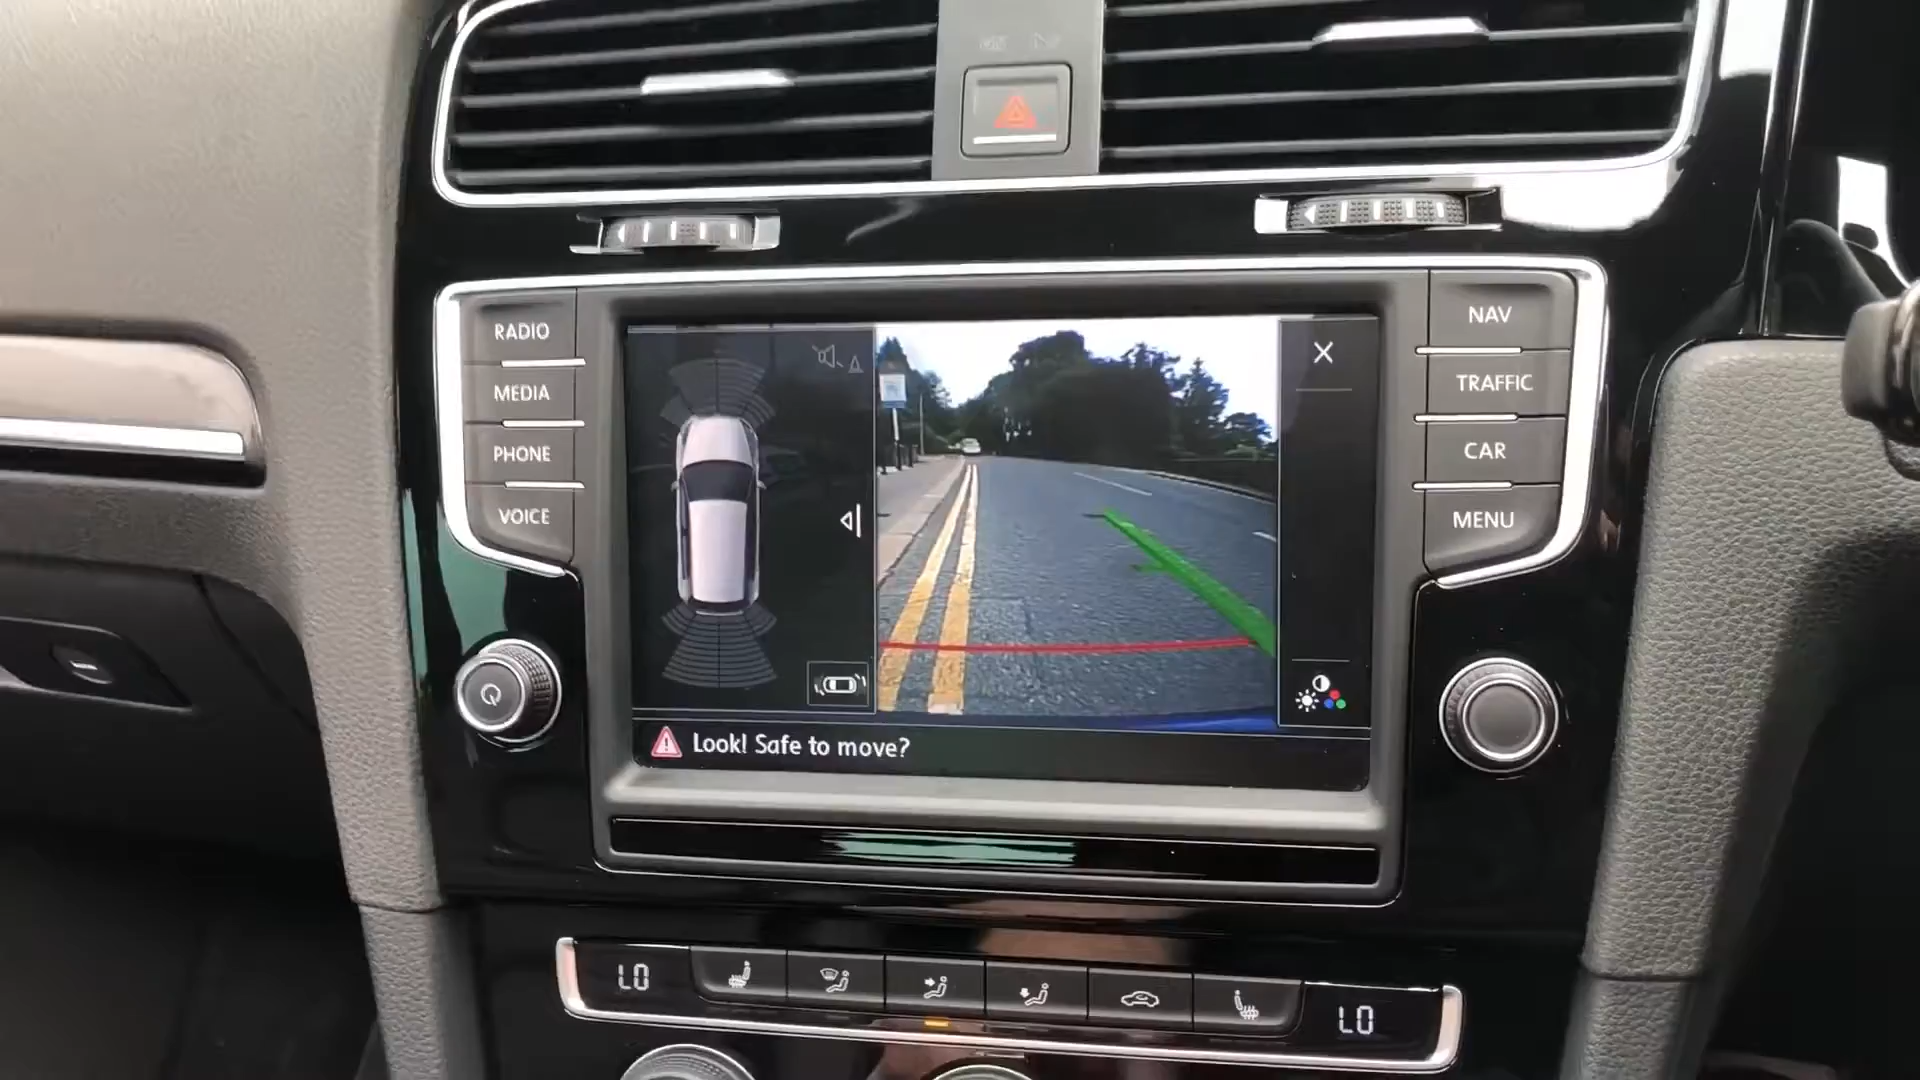 RADIO
MEDIA
PHONE
VOICE
NAV
TRAFFIC
CAR
MENU
Look! Safe to move?
LO
LO